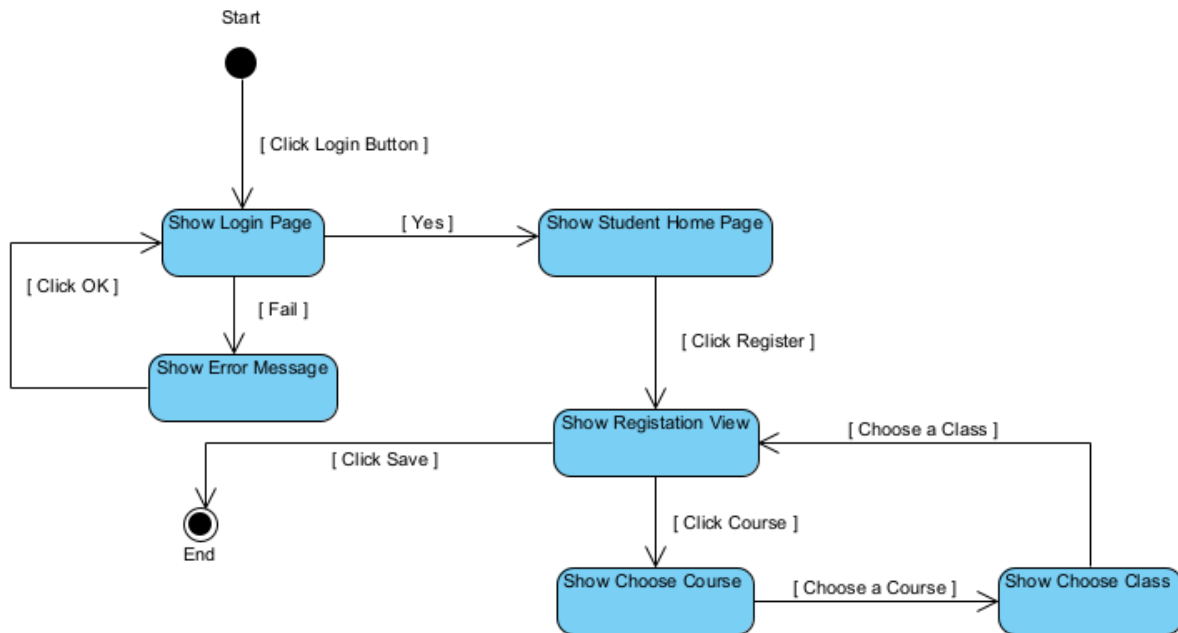 Start
[ Click Login Button ]
Show Login Page
[ Yes ]
Show Student Home Page
[ Click OK ]
[ Fail ]
[ Click Register ]
Show Error Message
Show Registation View
[ Choose a Class ]
[ Click Save ]
[ Click Course ]
End
Show Choose Course
[ Choose a Course ]
Show Choose Class